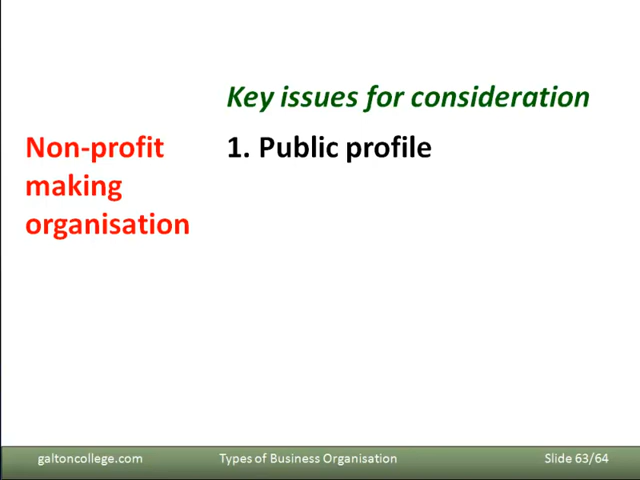 Key issues for consideration
Non-profit making organisation
1. Public profile
galtoncollege.com
Types of Business Organisation
Slide 63/64